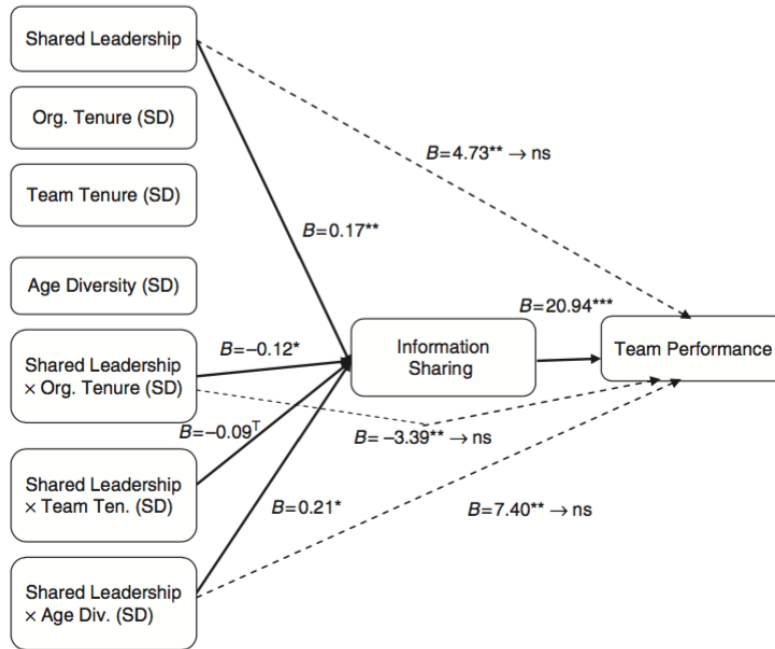 Shared Leadership
Org. Tenure (SD)
B=4.73** → ns
Team Tenure (SD)
B=0.17**
Age Diversity (SD)
B=20.94***
Shared Leadership
× Org. Tenure (SD)
B=−0.12*
Information
Sharing
Team Performance
B=−0.09ᵀ
B= −3.39** → ns
Shared Leadership
× Team Ten. (SD)
B=0.21*
B=7.40** → ns
Shared Leadership
× Age Div. (SD)